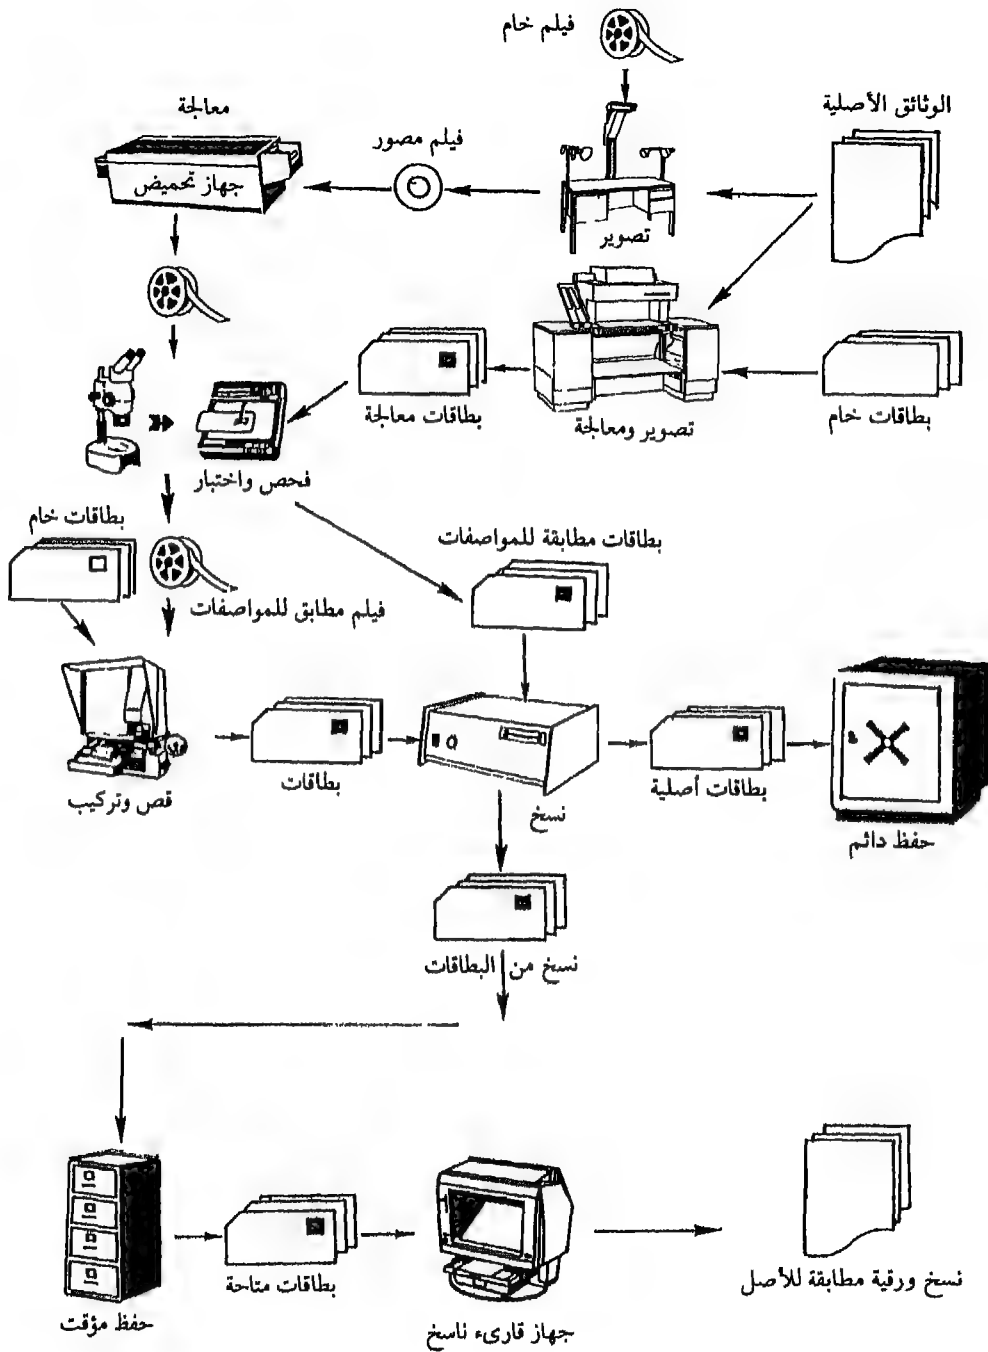 فيلم خام
الوثائق الأصلية
معالجة
فيلم مصور
جهاز تحميض
تصوير
بطاقات خام
تصوير ومعالجة
بطاقات معالجة
فحص واختبار
بطاقات خام
بطاقات مطابقة للمواصفات
فيلم مطابق للمواصفات
قص وتركيب
بطاقات
نسخ
بطاقات أصلية
حفظ دائم
نسخ من البطاقات
حفظ مؤقت
بطاقات متاحة
جهاز قارىء ناسخ
نسخ ورقية مطابقة للأصل